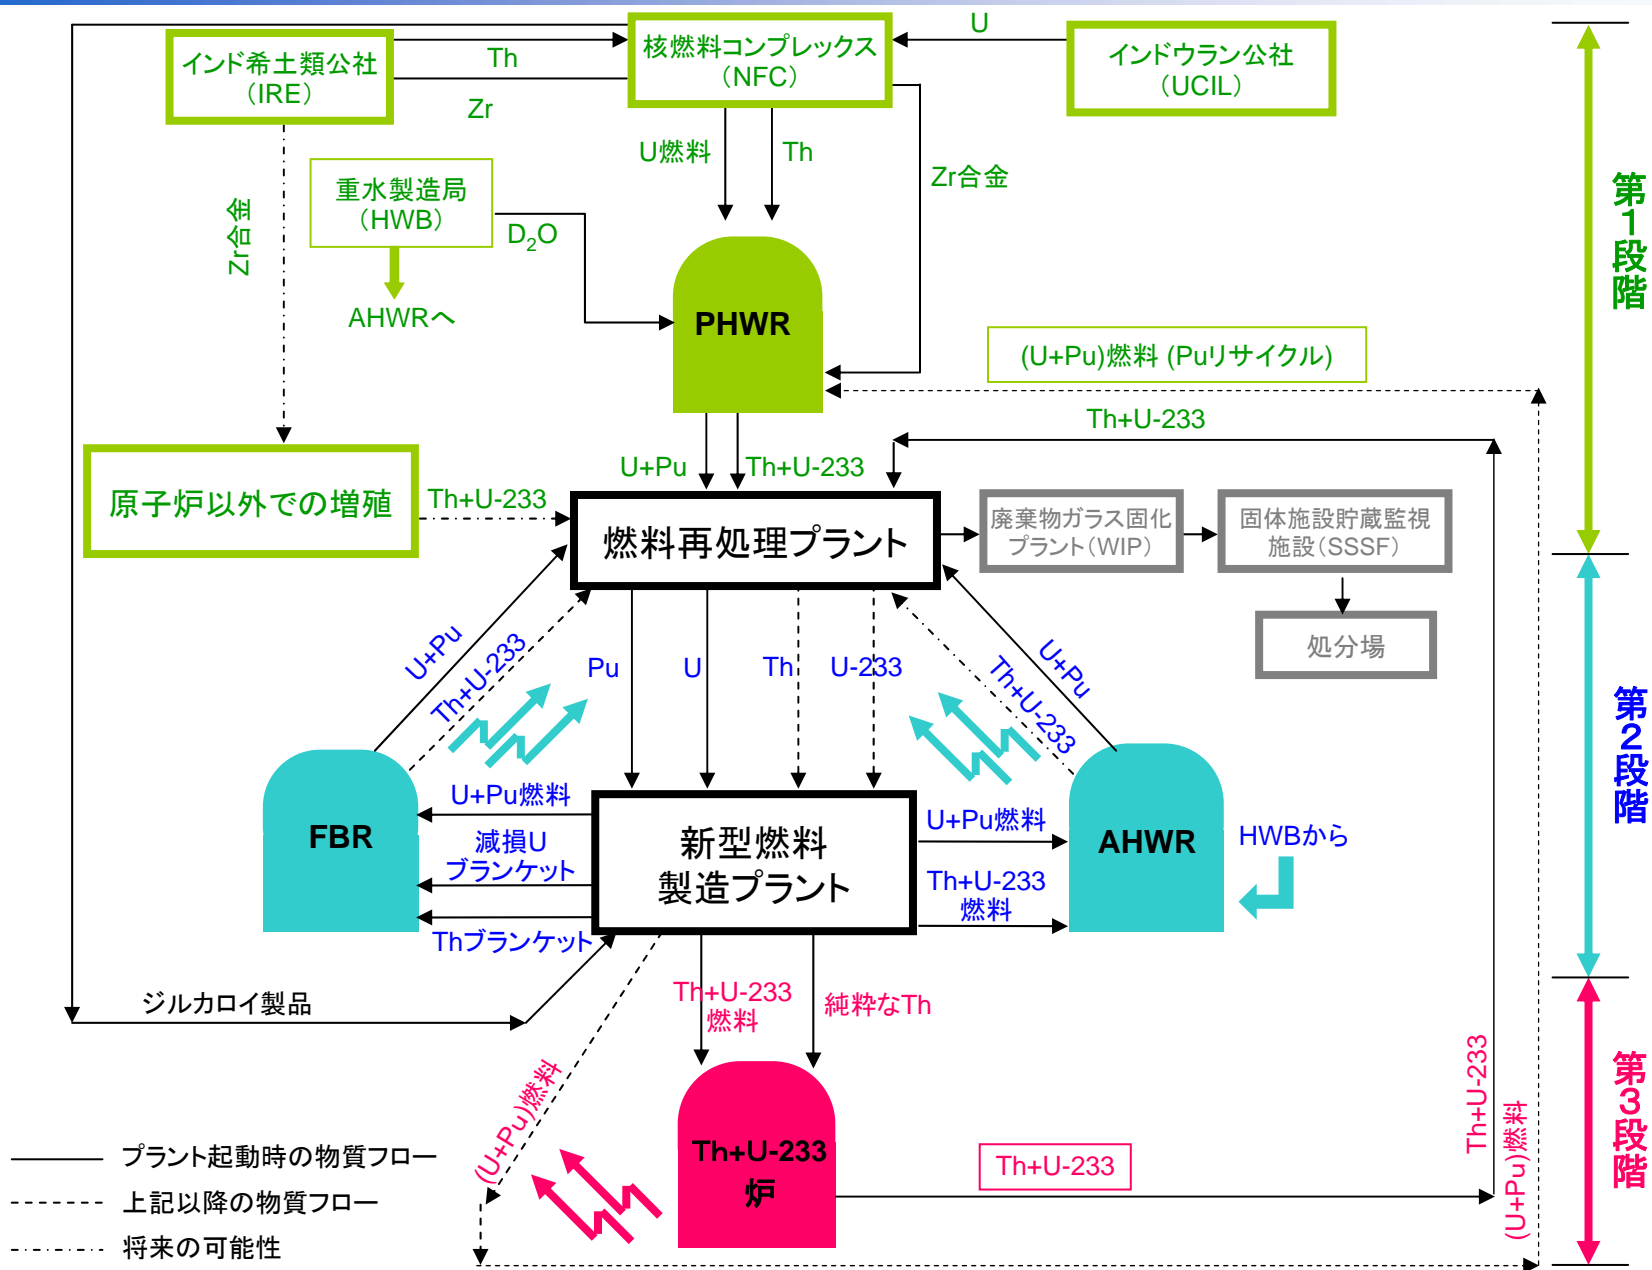 U
インド希土類公社
（IRE）
Th
Zr
核燃料コンプレックス
（NFC）
インドウラン公社
（UCIL）
U燃料
Th
Zr合金
重水製造局
（HWB）
D2O
AHWRへ
Zr合金
PHWR
(U+Pu)燃料 (Puリサイクル)
第1段階
Th+U-233
U+Pu
Th+U-233
原子炉以外での増殖
Th+U-233
燃料再処理プラント
廃棄物ガラス固化
プラント（WIP）
固体施設貯蔵監視
施設（SSSF）
処分場
U+Pu
Th+U-233
Pu
U
Th
U-233
Th+U-233
U+Pu
第2段階
FBR
U+Pu燃料
減損U
ブランケット
Thブランケット
新型燃料
製造プラント
U+Pu燃料
Th+U-233
燃料
AHWR
HWBから
ジルカロイ製品
Th+U-233
燃料
純粋なTh
(U+Pu)燃料
Th+U-233
炉
Th+U-233
Th+U-233
(U+Pu)燃料
第3段階
プラント起動時の物質フロー
上記以降の物質フロー
将来の可能性